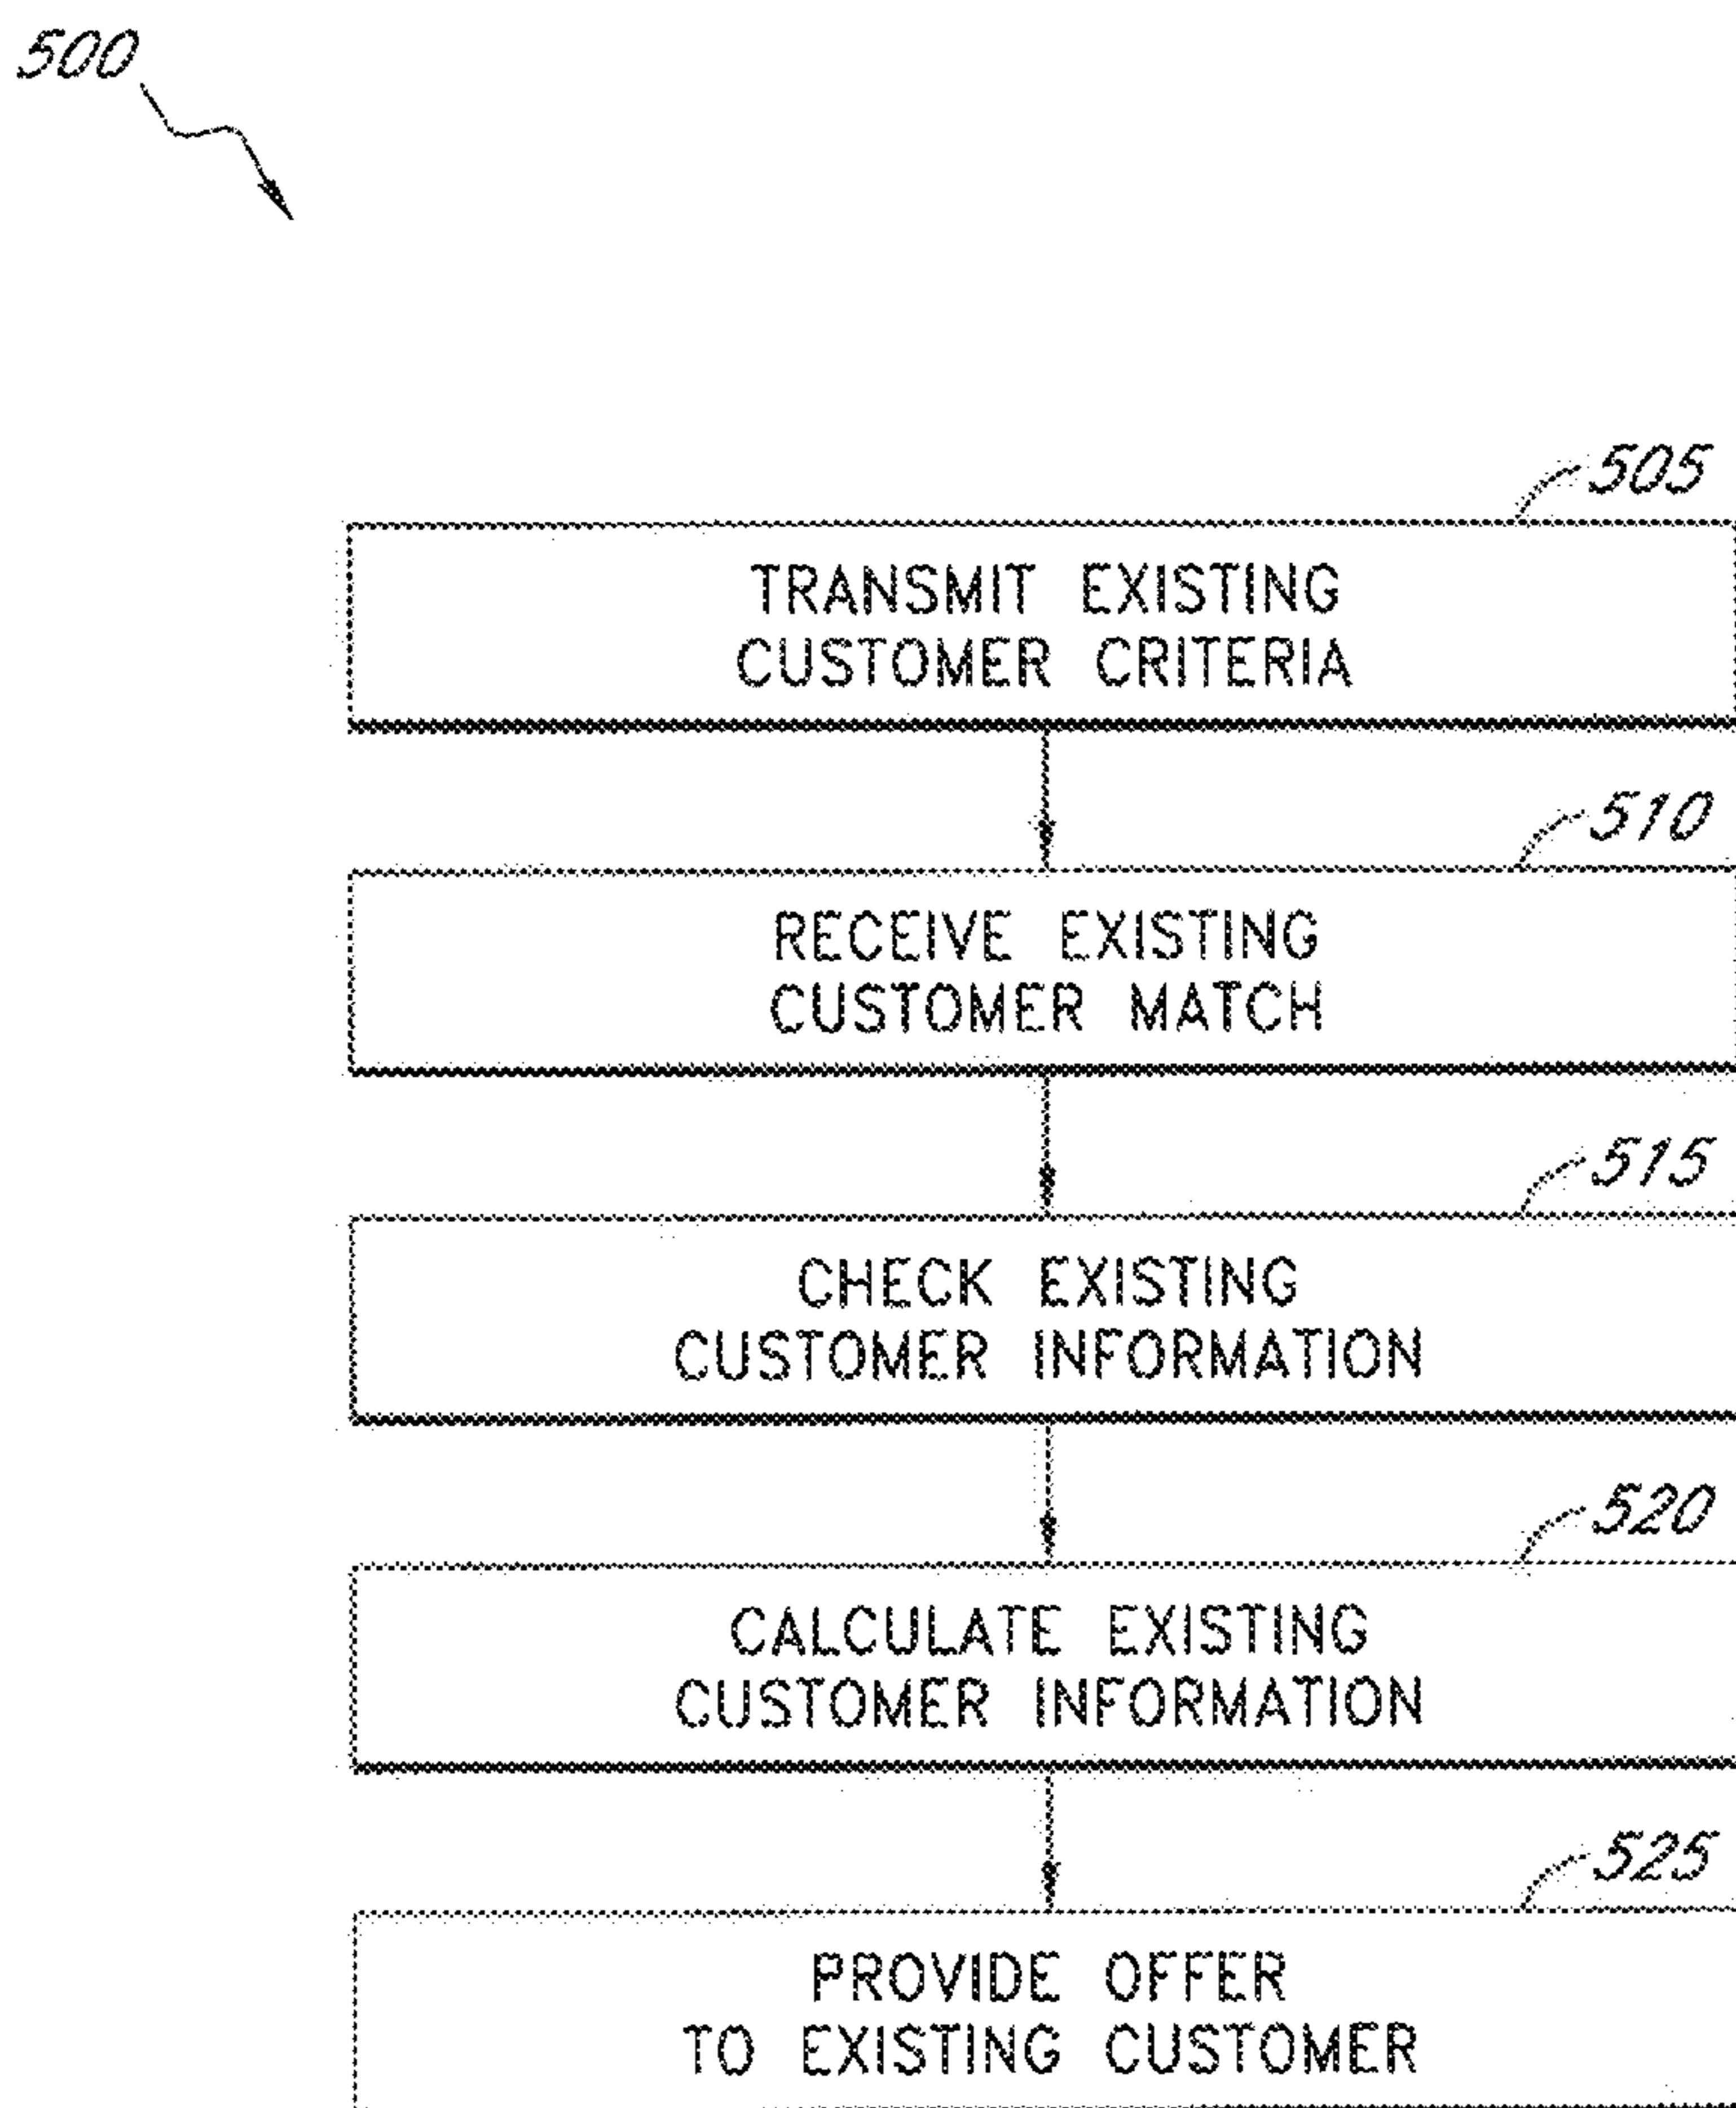 500
505
TRANSMIT EXISTING
CUSTOMER CRITERIA
510
RECEIVE EXISTING
CUSTOMER MATCH
515
CHECK EXISTING
CUSTOMER INFORMATION
520
CALCULATE EXISTING
CUSTOMER INFORMATION
525
PROVIDE OFFER
TO EXISTING CUSTOMER